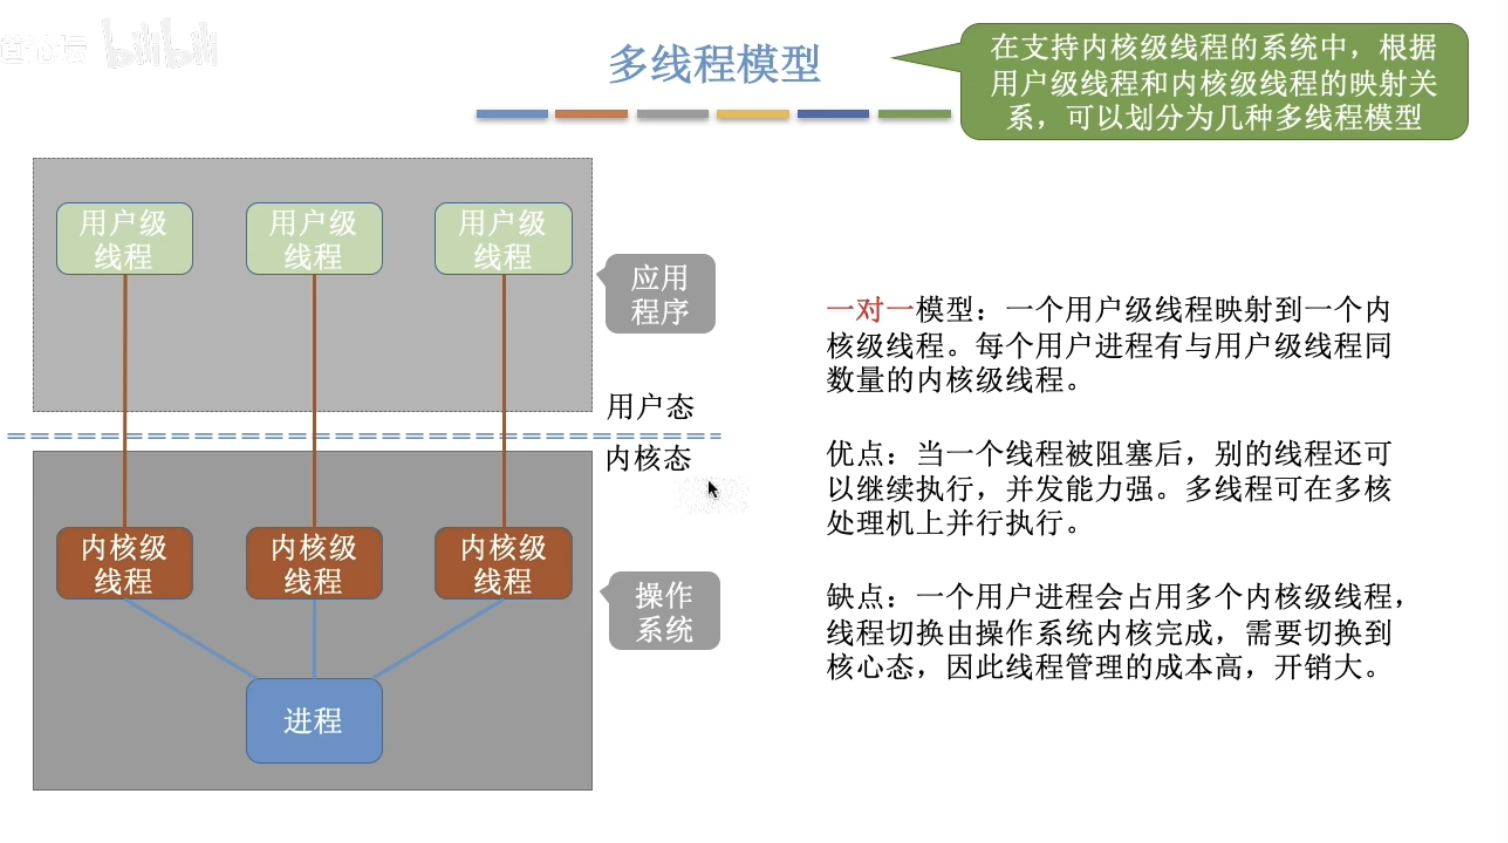 bilibili
多线程模型
在支持内核级线程的系统中，根据
用户级线程和内核级线程的映射关
系，可以划分为几种多线程模型
用户级
线程
用户级
线程
用户级
线程
应用
程序
用户态
内核态
内核级
线程
内核级
线程
内核级
线程
操作
系统
进程
一对一模型：一个用户级线程映射到一个内
核级线程。每个用户进程有与用户级线程同
数量的内核级线程。
优点：当一个线程被阻塞后，别的线程还可
以继续执行，并发能力强。多线程可在多核
处理机上并行执行。
缺点：一个用户进程会占用多个内核级线程，
线程切换由操作系统内核完成，需要切换到
核心态，因此线程管理的成本高，开销大。